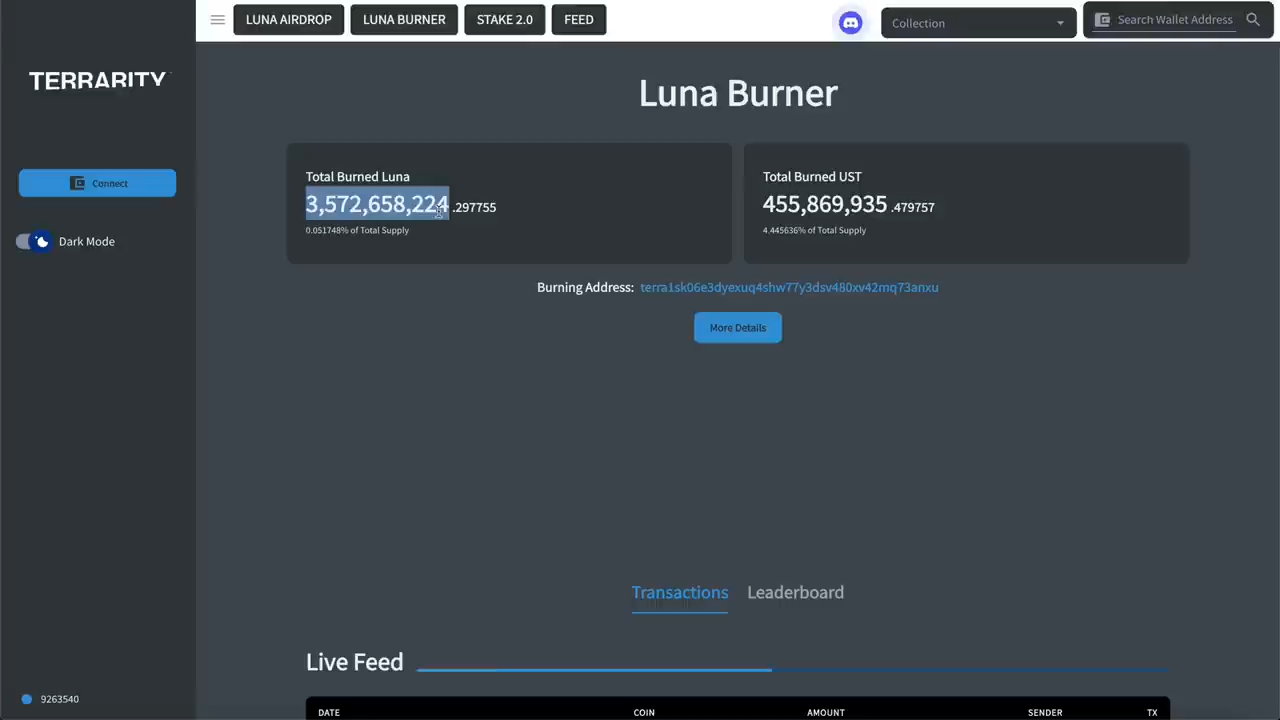 LUNA AIRDROP LUNA BURNER STAKE 2.0 FEED Collection Search Wallet Address
TERRARITY
Connect
Dark Mode
Luna Burner
Total Burned Luna
3,572,658,224 .297755
0.051748% of Total Supply
Total Burned UST
455,869,935 .479757
4.445636% of Total Supply
Burning Address: terra1sk06e3dyexuq4shw77y3dsv480xv42mq73anxu
More Details
Transactions Leaderboard
Live Feed
DATE COIN AMOUNT SENDER TX
9263540